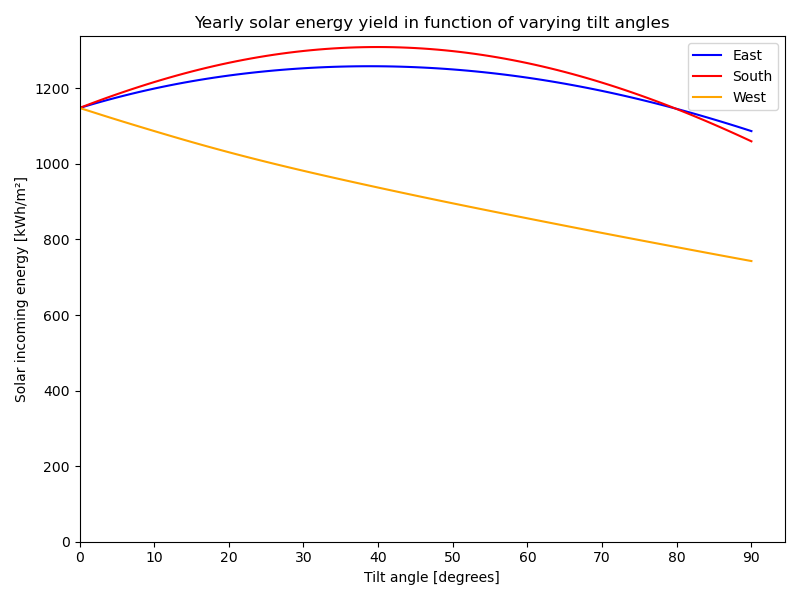 Yearly solar energy yield in function of varying tilt angles
East
South
West
Solar incoming energy [kWh/m²]
1200
1000
800
600
400
200
0
0 10 20 30 40 50 60 70 80 90
Tilt angle [degrees]